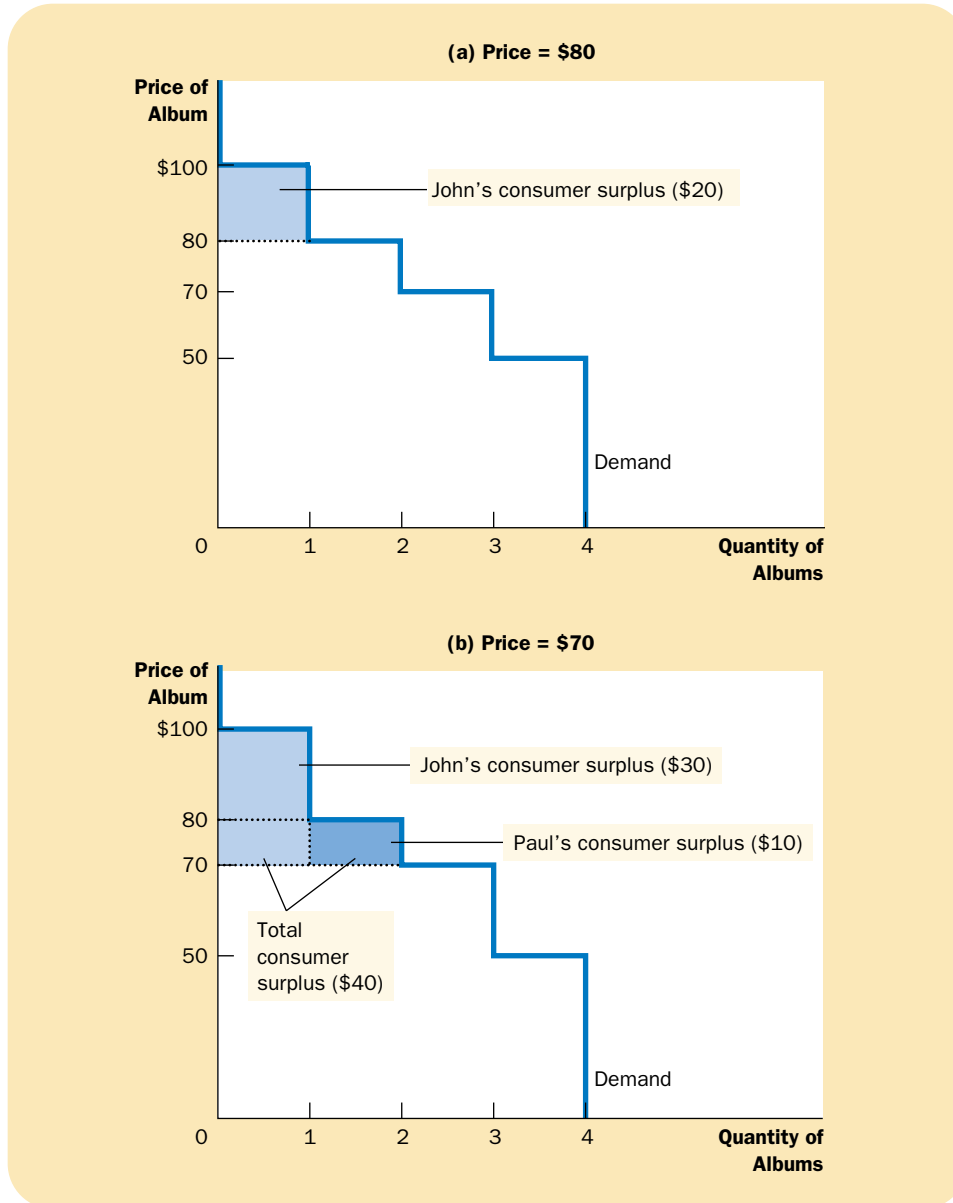 (a) Price = $80
Price of
Album
$100
John’s consumer surplus ($20)
80
70
50
Demand
0
1
2
3
4
Quantity of
Albums
(b) Price = $70
Price of
Album
$100
John’s consumer surplus ($30)
80
Paul’s consumer surplus ($10)
70
Total
consumer
surplus ($40)
50
Demand
0
1
2
3
4
Quantity of
Albums